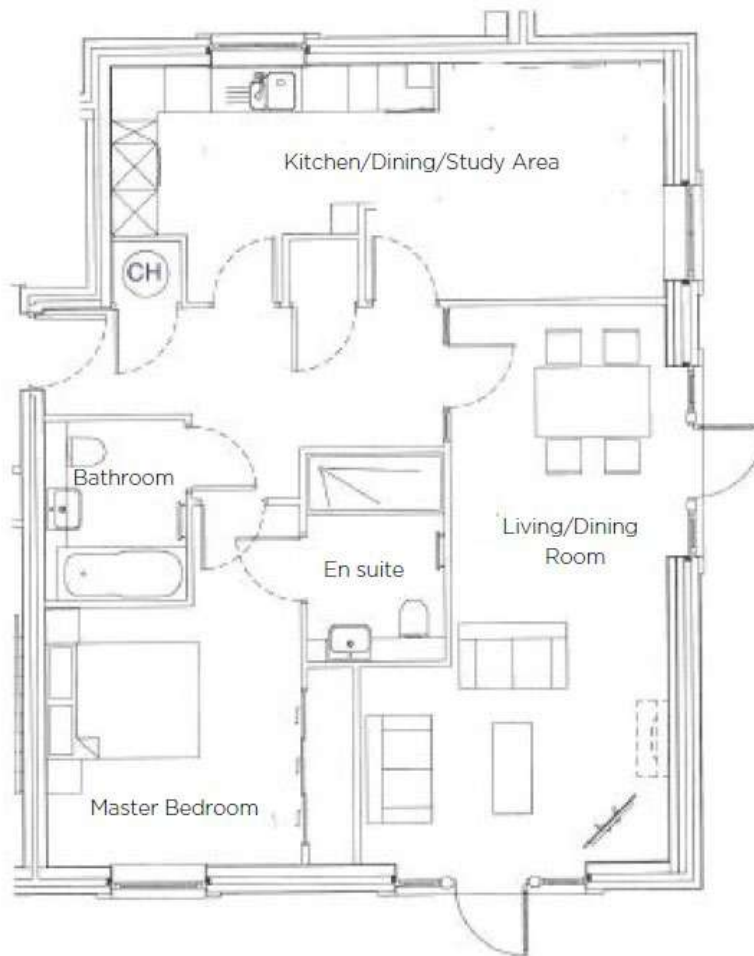 Kitchen/Dining/Study Area
CH
Bathroom
Living/Dining
Room
En suite
Master Bedroom